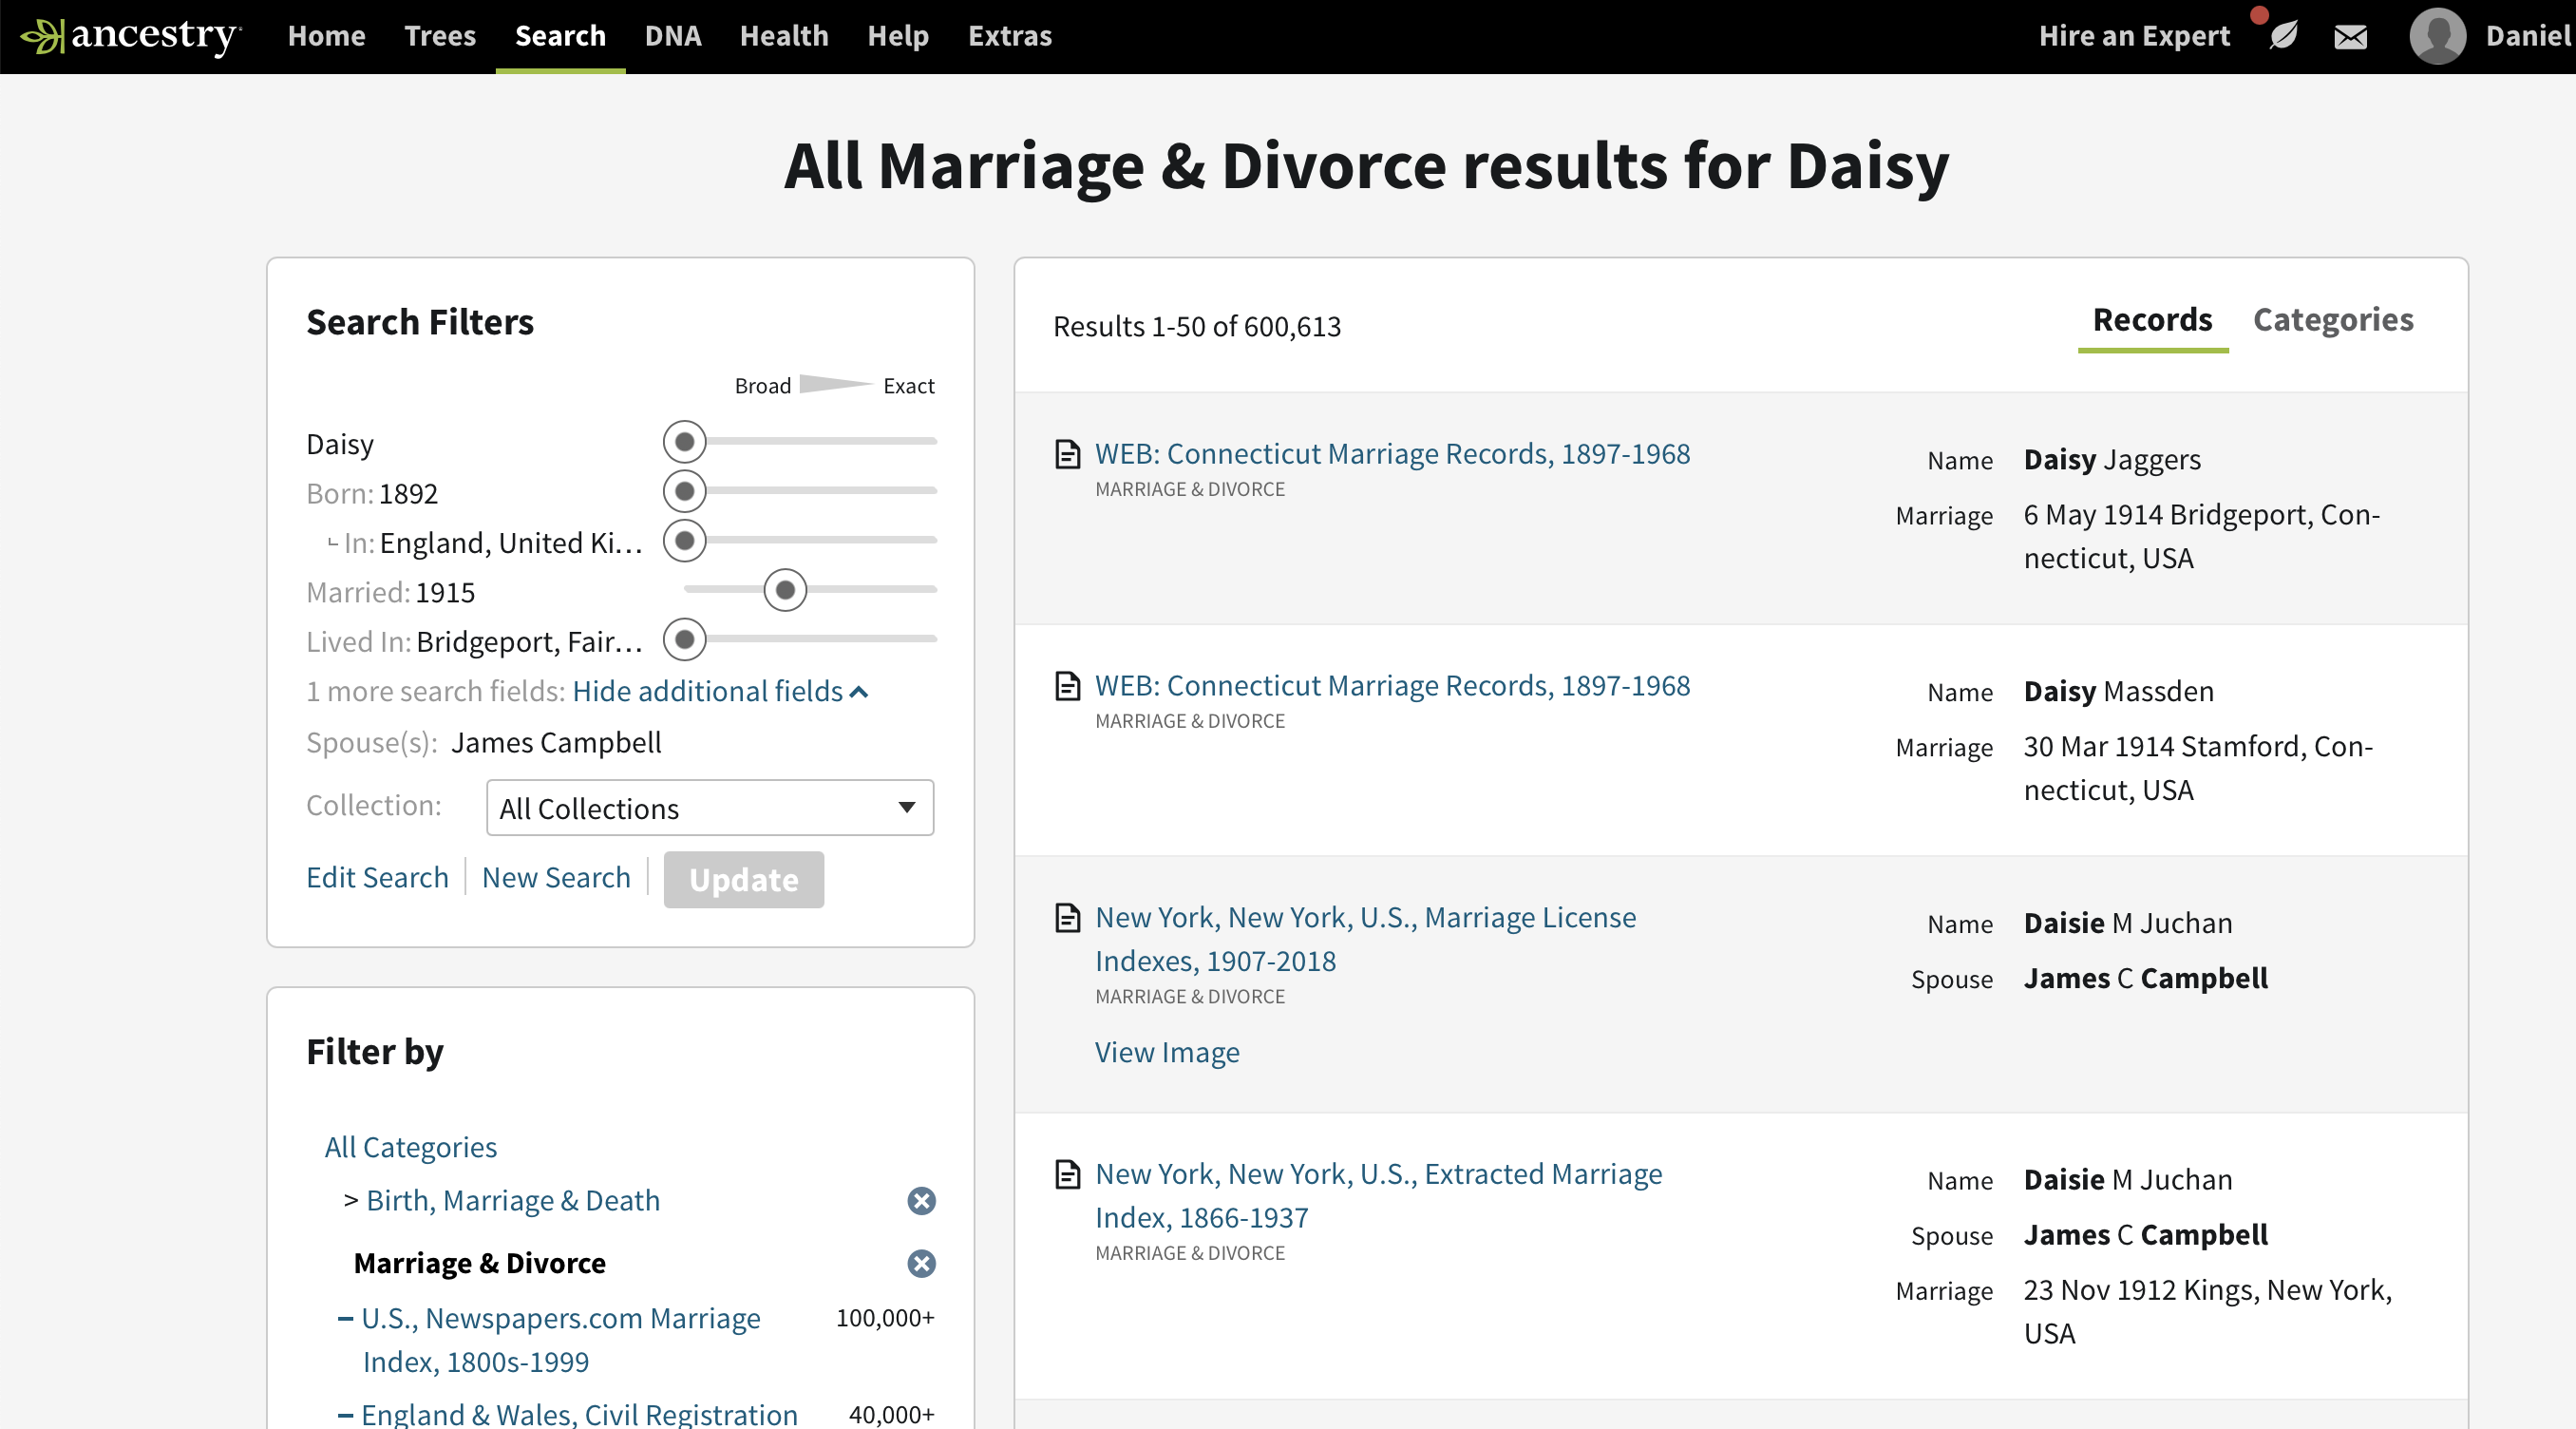 ancestry
Home Trees Search DNA Health Help Extras
Hire an Expert
Daniel
All Marriage & Divorce results for Daisy
Search Filters
Broad Exact
Daisy
Born: 1892
In: England, United Ki...
Married: 1915
Lived In: Bridgeport, Fair...
1 more search fields: Hide additional fields
Spouse(s): James Campbell
Collection: All Collections
Edit Search New Search Update
Filter by
All Categories
> Birth, Marriage & Death
Marriage & Divorce
– U.S., Newspapers.com Marriage 100,000+
Index, 1800s-1999
– England & Wales, Civil Registration 40,000+
Results 1-50 of 600,613
Records Categories
WEB: Connecticut Marriage Records, 1897-1968
MARRIAGE & DIVORCE
Name Daisy Jaggers
Marriage 6 May 1914 Bridgeport, Con-
necticut, USA
WEB: Connecticut Marriage Records, 1897-1968
MARRIAGE & DIVORCE
Name Daisy Massden
Marriage 30 Mar 1914 Stamford, Con-
necticut, USA
New York, New York, U.S., Marriage License
Indexes, 1907-2018
MARRIAGE & DIVORCE
View Image
Name Daisie M Juchan
Spouse James C Campbell
New York, New York, U.S., Extracted Marriage
Index, 1866-1937
MARRIAGE & DIVORCE
Name Daisie M Juchan
Spouse James C Campbell
Marriage 23 Nov 1912 Kings, New York,
USA